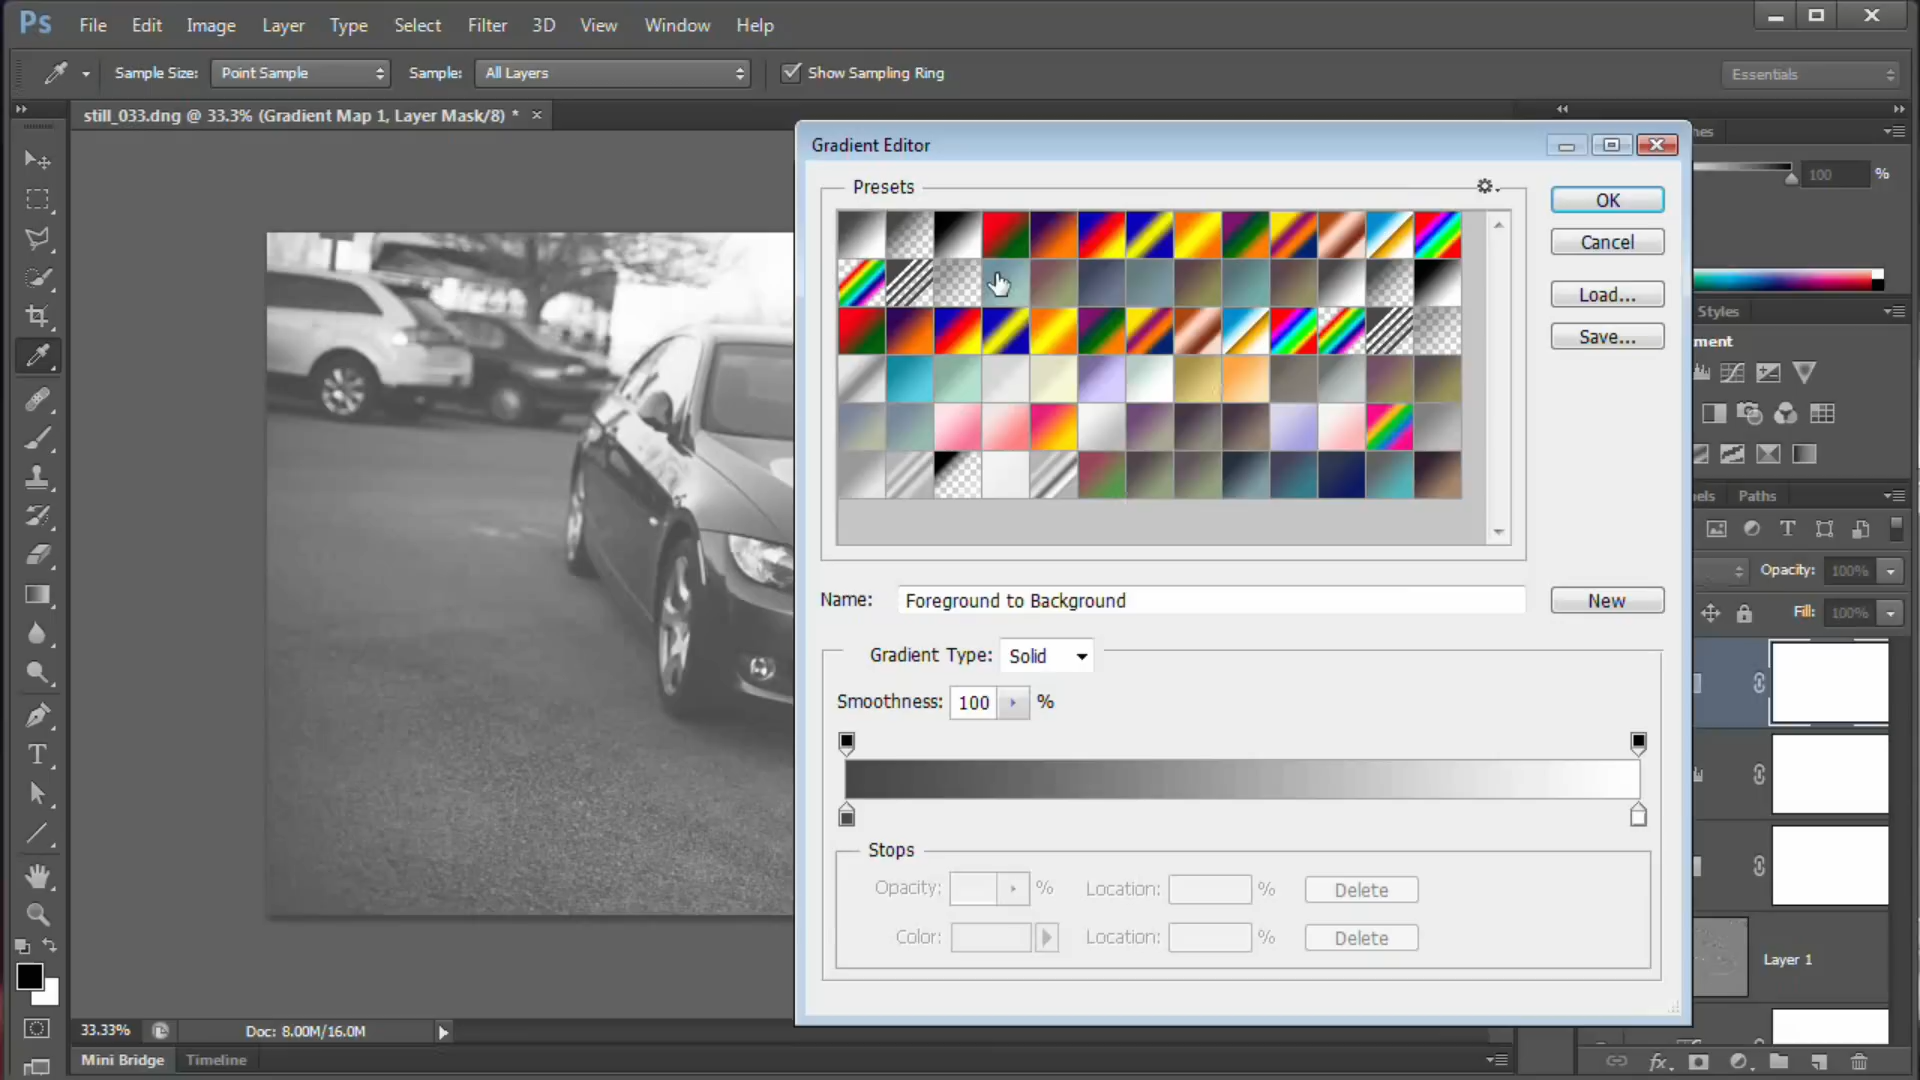 Ps File Edit Image Layer Type Select Filter 3D View Window Help
Sample Size: Point Sample Sample: All Layers Show Sampling Ring Essentials
still_033.dng @ 33.3% (Gradient Map 1, Layer Mask/8) *
Gradient Editor
Presets
OK
Cancel
Load...
Save...
100 %
Styles
ment
Paths
Name: Foreground to Background New
Opacity: 100%
Fill: 100%
Gradient Type: Solid
Smoothness: 100 %
Stops
Opacity: % Location: % Delete
Color: Location: % Delete
Layer 1
33.33% Doc: 8.00M/16.0M
Mini Bridge Timeline
fx